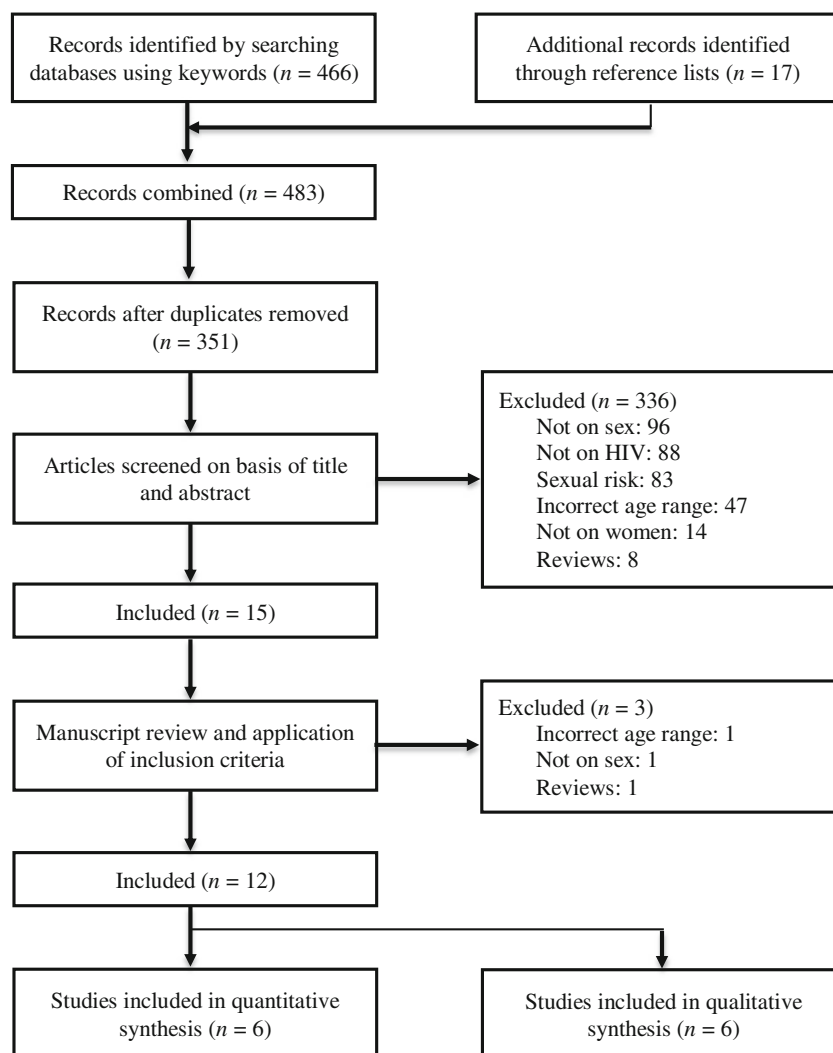 Records identified by searching
databases using keywords (n = 466)
Additional records identified
through reference lists (n = 17)
Records combined (n = 483)
Records after duplicates removed
(n = 351)
Articles screened on basis of title
and abstract
Excluded (n = 336)
Not on sex: 96
Not on HIV: 88
Sexual risk: 83
Incorrect age range: 47
Not on women: 14
Reviews: 8
Included (n = 15)
Manuscript review and application
of inclusion criteria
Excluded (n = 3)
Incorrect age range: 1
Not on sex: 1
Reviews: 1
Included (n = 12)
Studies included in quantitative
synthesis (n = 6)
Studies included in qualitative
synthesis (n = 6)